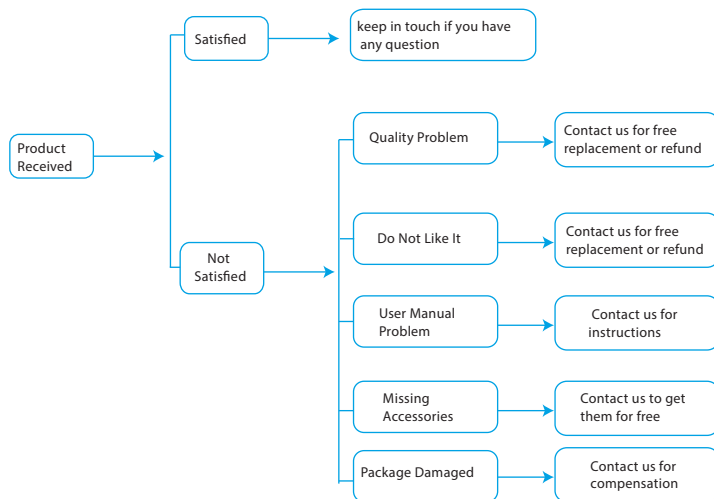 Satisfied
keep in touch if you have
any question
Product
Received
Quality Problem
Contact us for free
replacement or refund
Not
Satisfied
Do Not Like It
Contact us for free
replacement or refund
User Manual
Problem
Contact us for
instructions
Missing
Accessories
Contact us to get
them for free
Package Damaged
Contact us for
compensation